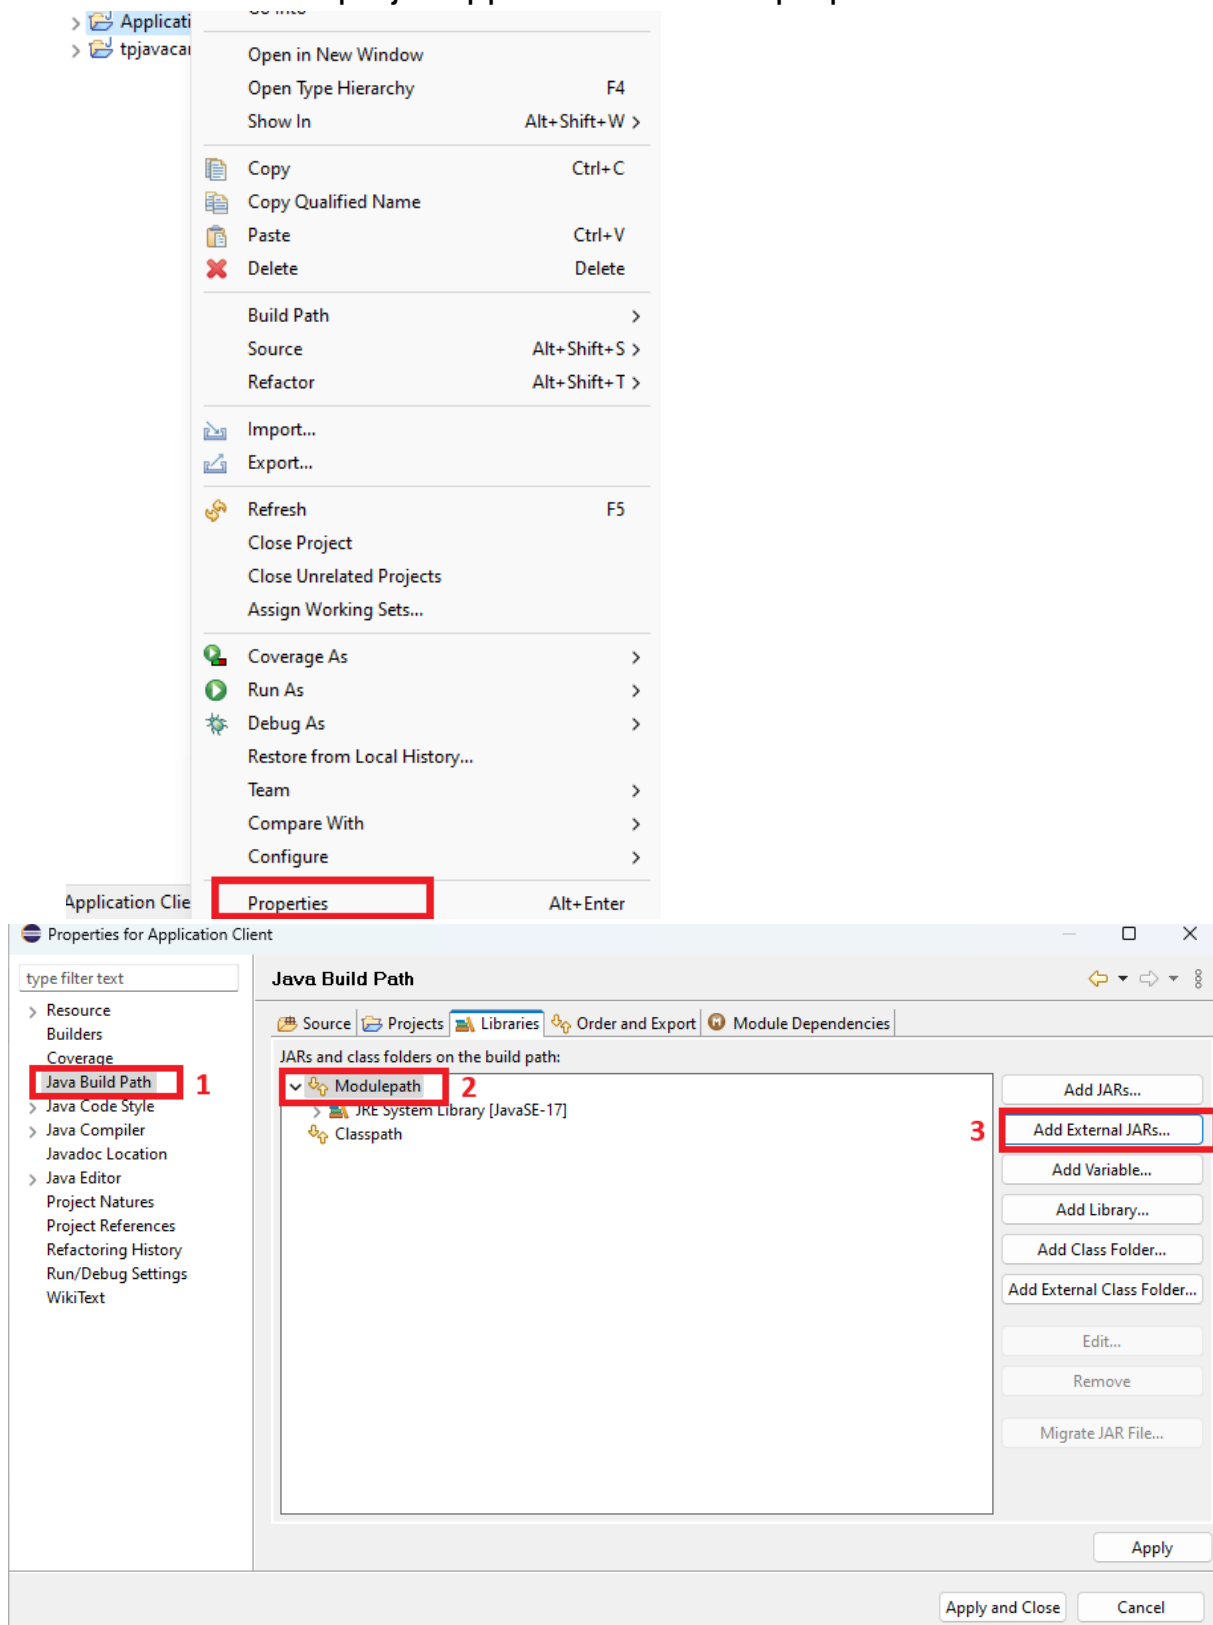 Applicati
tpjavacar
Open in New Window
Open Type Hierarchy F4
Show In Alt+Shift+W >
Copy Ctrl+C
Copy Qualified Name
Paste Ctrl+V
Delete Delete
Build Path >
Source Alt+Shift+S >
Refactor Alt+Shift+T >
Import...
Export...
Refresh F5
Close Project
Close Unrelated Projects
Assign Working Sets...
Coverage As >
Run As >
Debug As >
Restore from Local History...
Team >
Compare With >
Configure >
Application Clie
Properties Alt+Enter
Properties for Application Client
type filter text
Java Build Path
Resource
Builders
Coverage
Java Build Path 1
Java Code Style
Java Compiler
Javadoc Location
Java Editor
Project Natures
Project References
Refactoring History
Run/Debug Settings
WikiText
Source Projects Libraries Order and Export Module Dependencies
JARs and class folders on the build path:
Modulepath 2
JRE System Library [JavaSE-17]
Classpath
Add JARs...
3 Add External JARs...
Add Variable...
Add Library...
Add Class Folder...
Add External Class Folder...
Edit...
Remove
Migrate JAR File...
Apply
Apply and Close Cancel